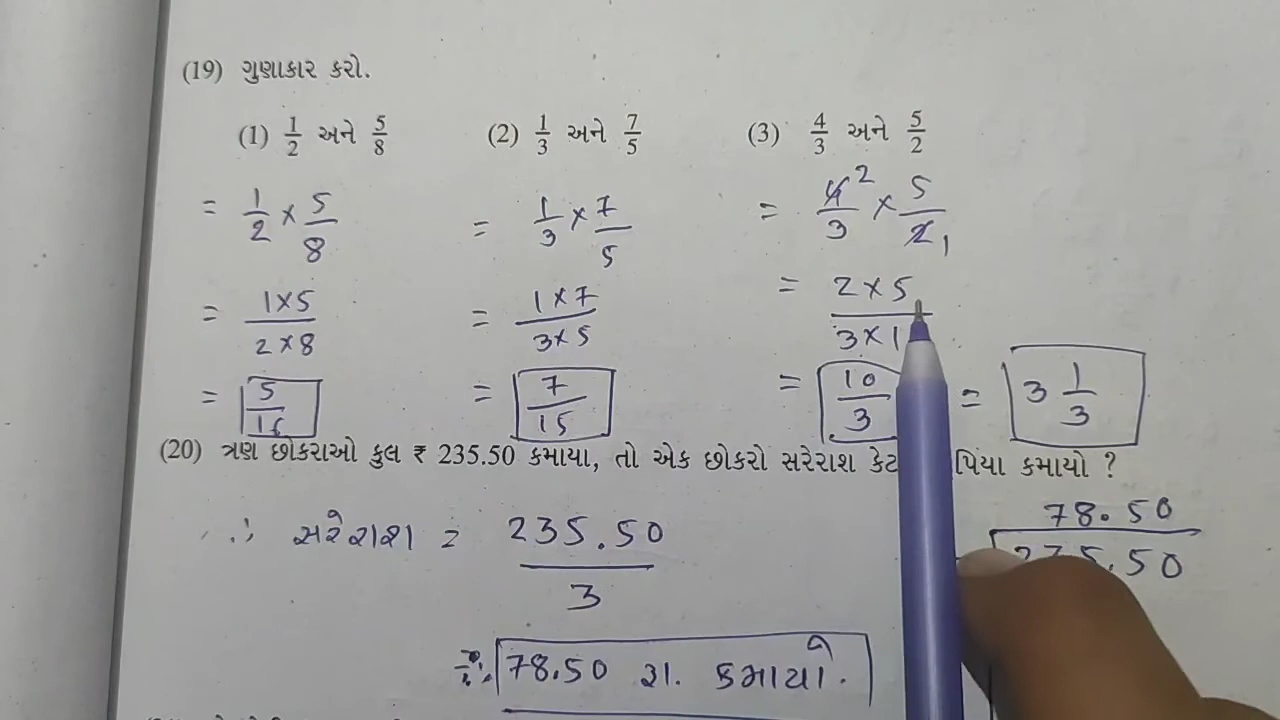 (19) ગુણાકાર કરો.
(1) 1/2 અને 5/8 (2) 1/3 અને 7/5 (3) 4/3 અને 5/2
= 1/2 × 5/8 = 1/3 × 7/5 = 4 2/3 × 5/2 1
= 1×5/2×8 = 1×7/3×5 = 2×5/3×1
= 5/16 = 7/15 = 10/3 = 3 1/3
(20) ત્રણ છોકરાઓ કુલ ₹ 235.50 કમાયા, તો એક છોકરો સરેરાશ કેટ પિયા કમાયો ?
∴ સરેરાશ = 235.50/3
78.50
235.50
78.50 રૂા. કમાયો.